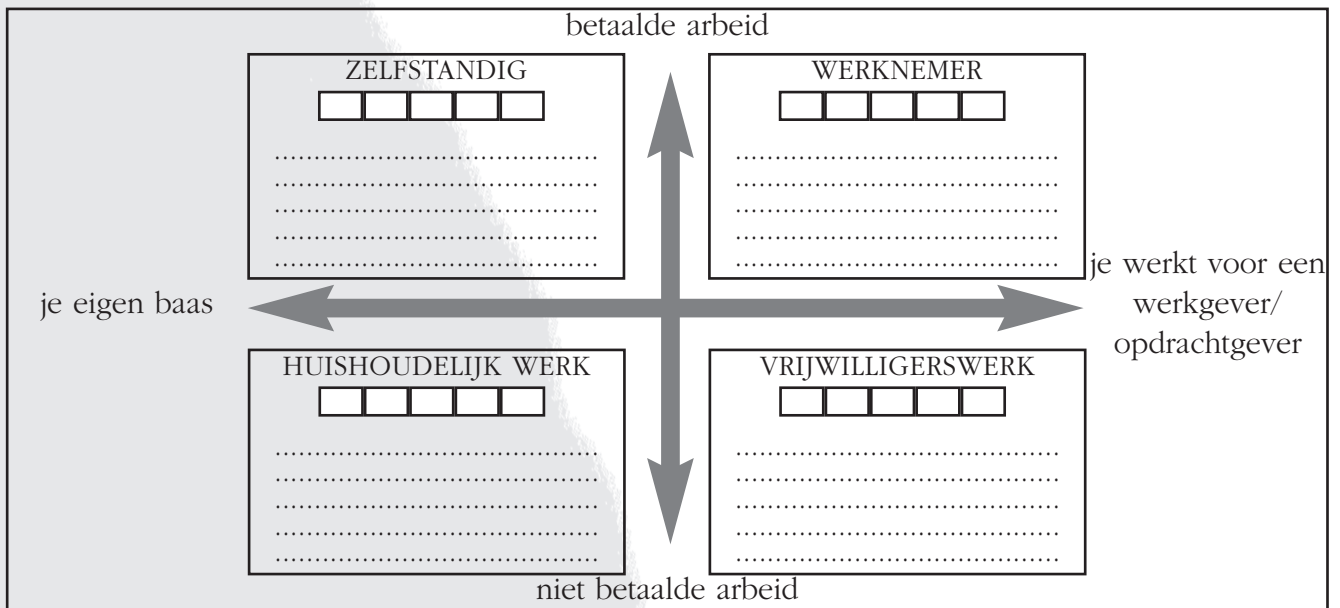 betaalde arbeid
ZELFSTANDIG
WERKNEMER
je eigen baas
je werkt voor een
werkgever/
opdrachtgever
HUISHOUDELIJK WERK
VRIJWILLIGERSWERK
niet betaalde arbeid